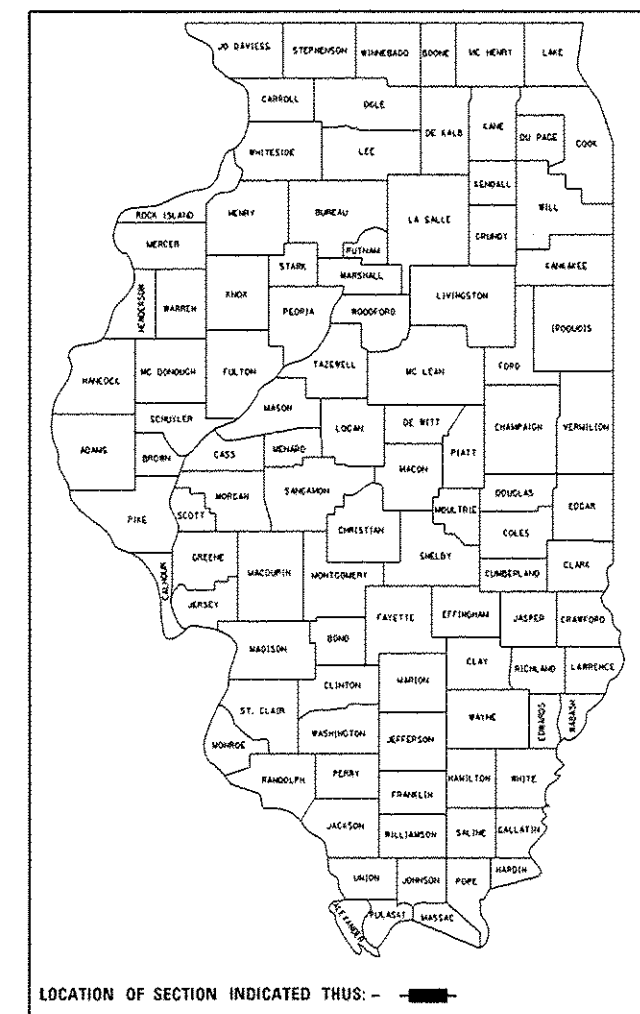 JO DAVIESS STEPHENSON WINNEBAGO BOONE MC HENRY LAKE
CARROLL OGLE DE KALB KANE DU PAGE COOK
WHITESIDE LEE
KENDALL WILL
ROCK ISLAND HENRY BUREAU LA SALLE
MERCER PUTNAM GRUNDY
STARK MARSHALL KANKAKEE
HENDERSON WARREN KNOX PEORIA WOODFORD LIVINGSTON IROQUOIS
HANCOCK MC DONOUGH FULTON TAZEWELL MC LEAN FORD
SCHUYLER MASON LOGAN DE WITT CHAMPAIGN VERMILION
ADAMS BROWN CASS MENARD PIATT
MACON
PIKE SCOTT MORGAN SANGAMON MOULTRIE DOUGLAS EDGAR
CHRISTIAN COLES
CALHOUN GREENE MACOUPIN MONTGOMERY SHELBY CUMBERLAND CLARK
JERSEY FAYETTE EFFINGHAM JASPER CRAWFORD
MADISON BOND
CLAY RICHLAND LAWRENCE
CLINTON MARION
ST. CLAIR WAYNE EDWARDS WABASH
WASHINGTON JEFFERSON
MONROE
RANDOLPH PERRY HAMILTON WHITE
FRANKLIN
JACKSON WILLIAMSON SALINE GALLATIN
UNION JOHNSON POPE HARDIN
ALEXANDER PULASKI MASSAC
LOCATION OF SECTION INDICATED THUS: -